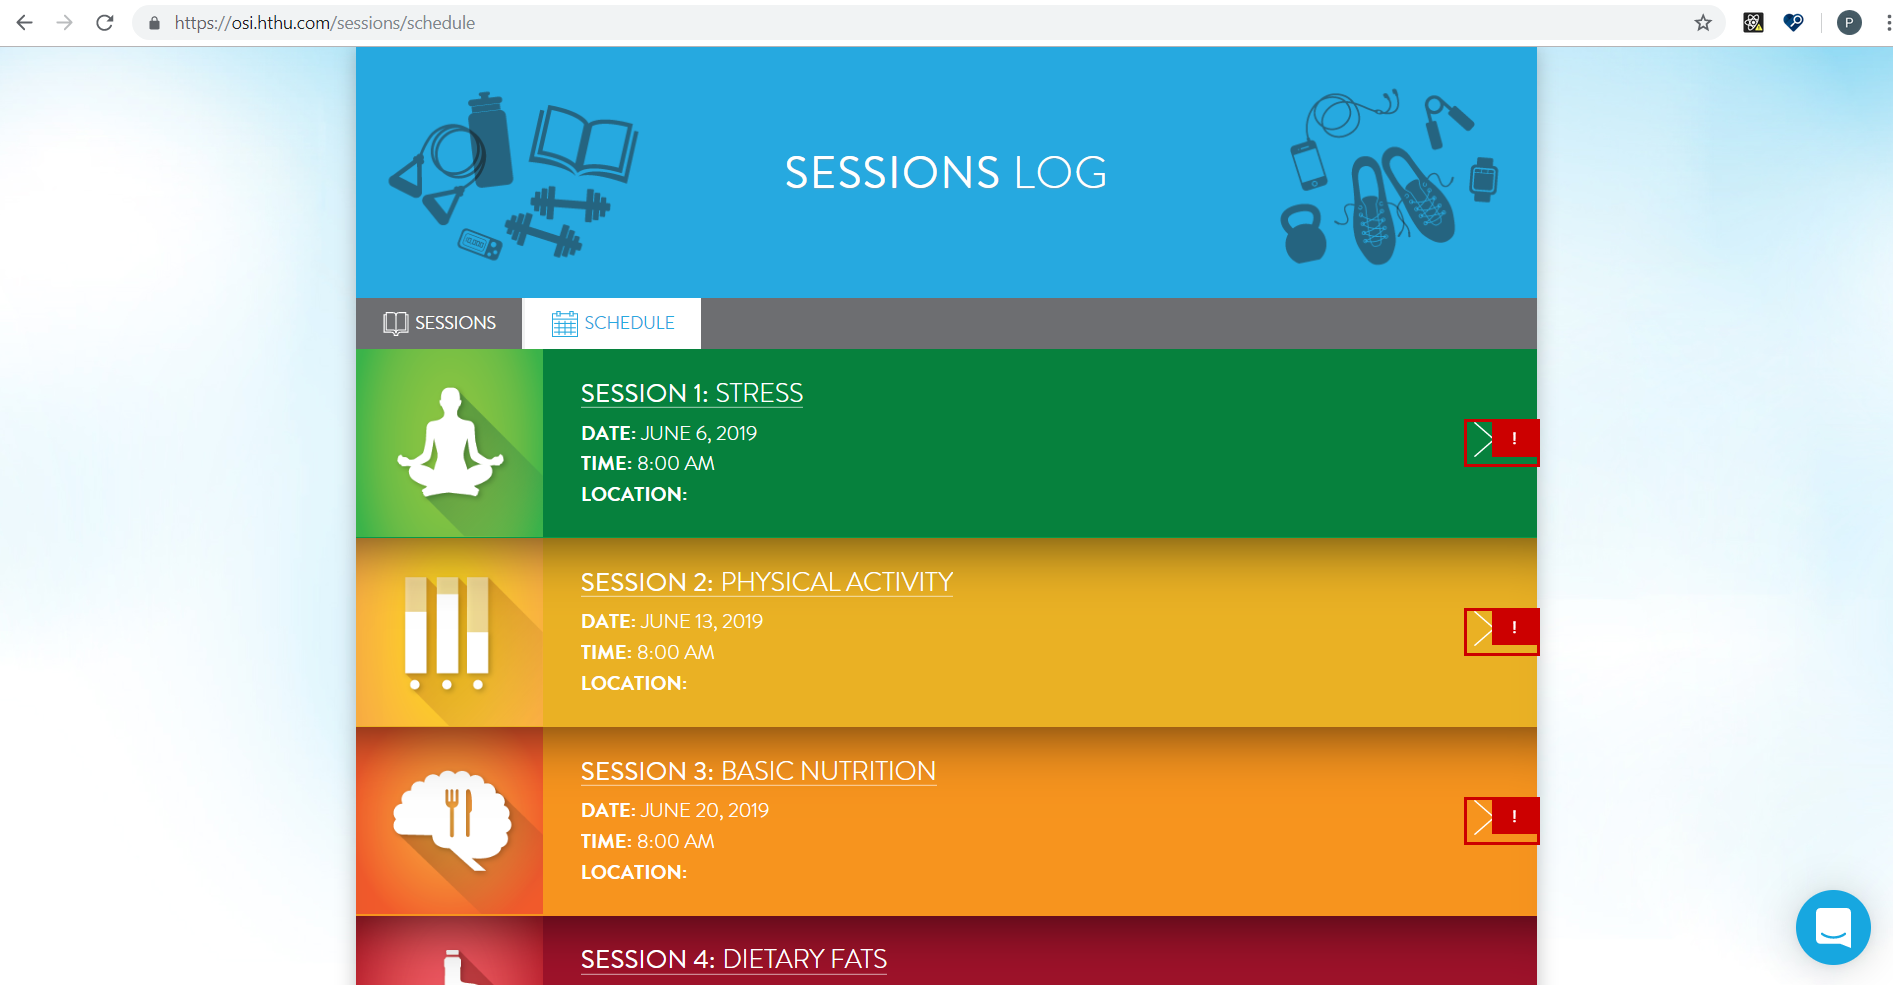 https://osi.hthu.com/sessions/schedule
P
SESSIONS LOG
SESSIONS
SCHEDULE
SESSION 1: STRESS
DATE: JUNE 6, 2019
TIME: 8:00 AM
LOCATION:
!
SESSION 2: PHYSICAL ACTIVITY
DATE: JUNE 13, 2019
TIME: 8:00 AM
LOCATION:
!
SESSION 3: BASIC NUTRITION
DATE: JUNE 20, 2019
TIME: 8:00 AM
LOCATION:
!
SESSION 4: DIETARY FATS